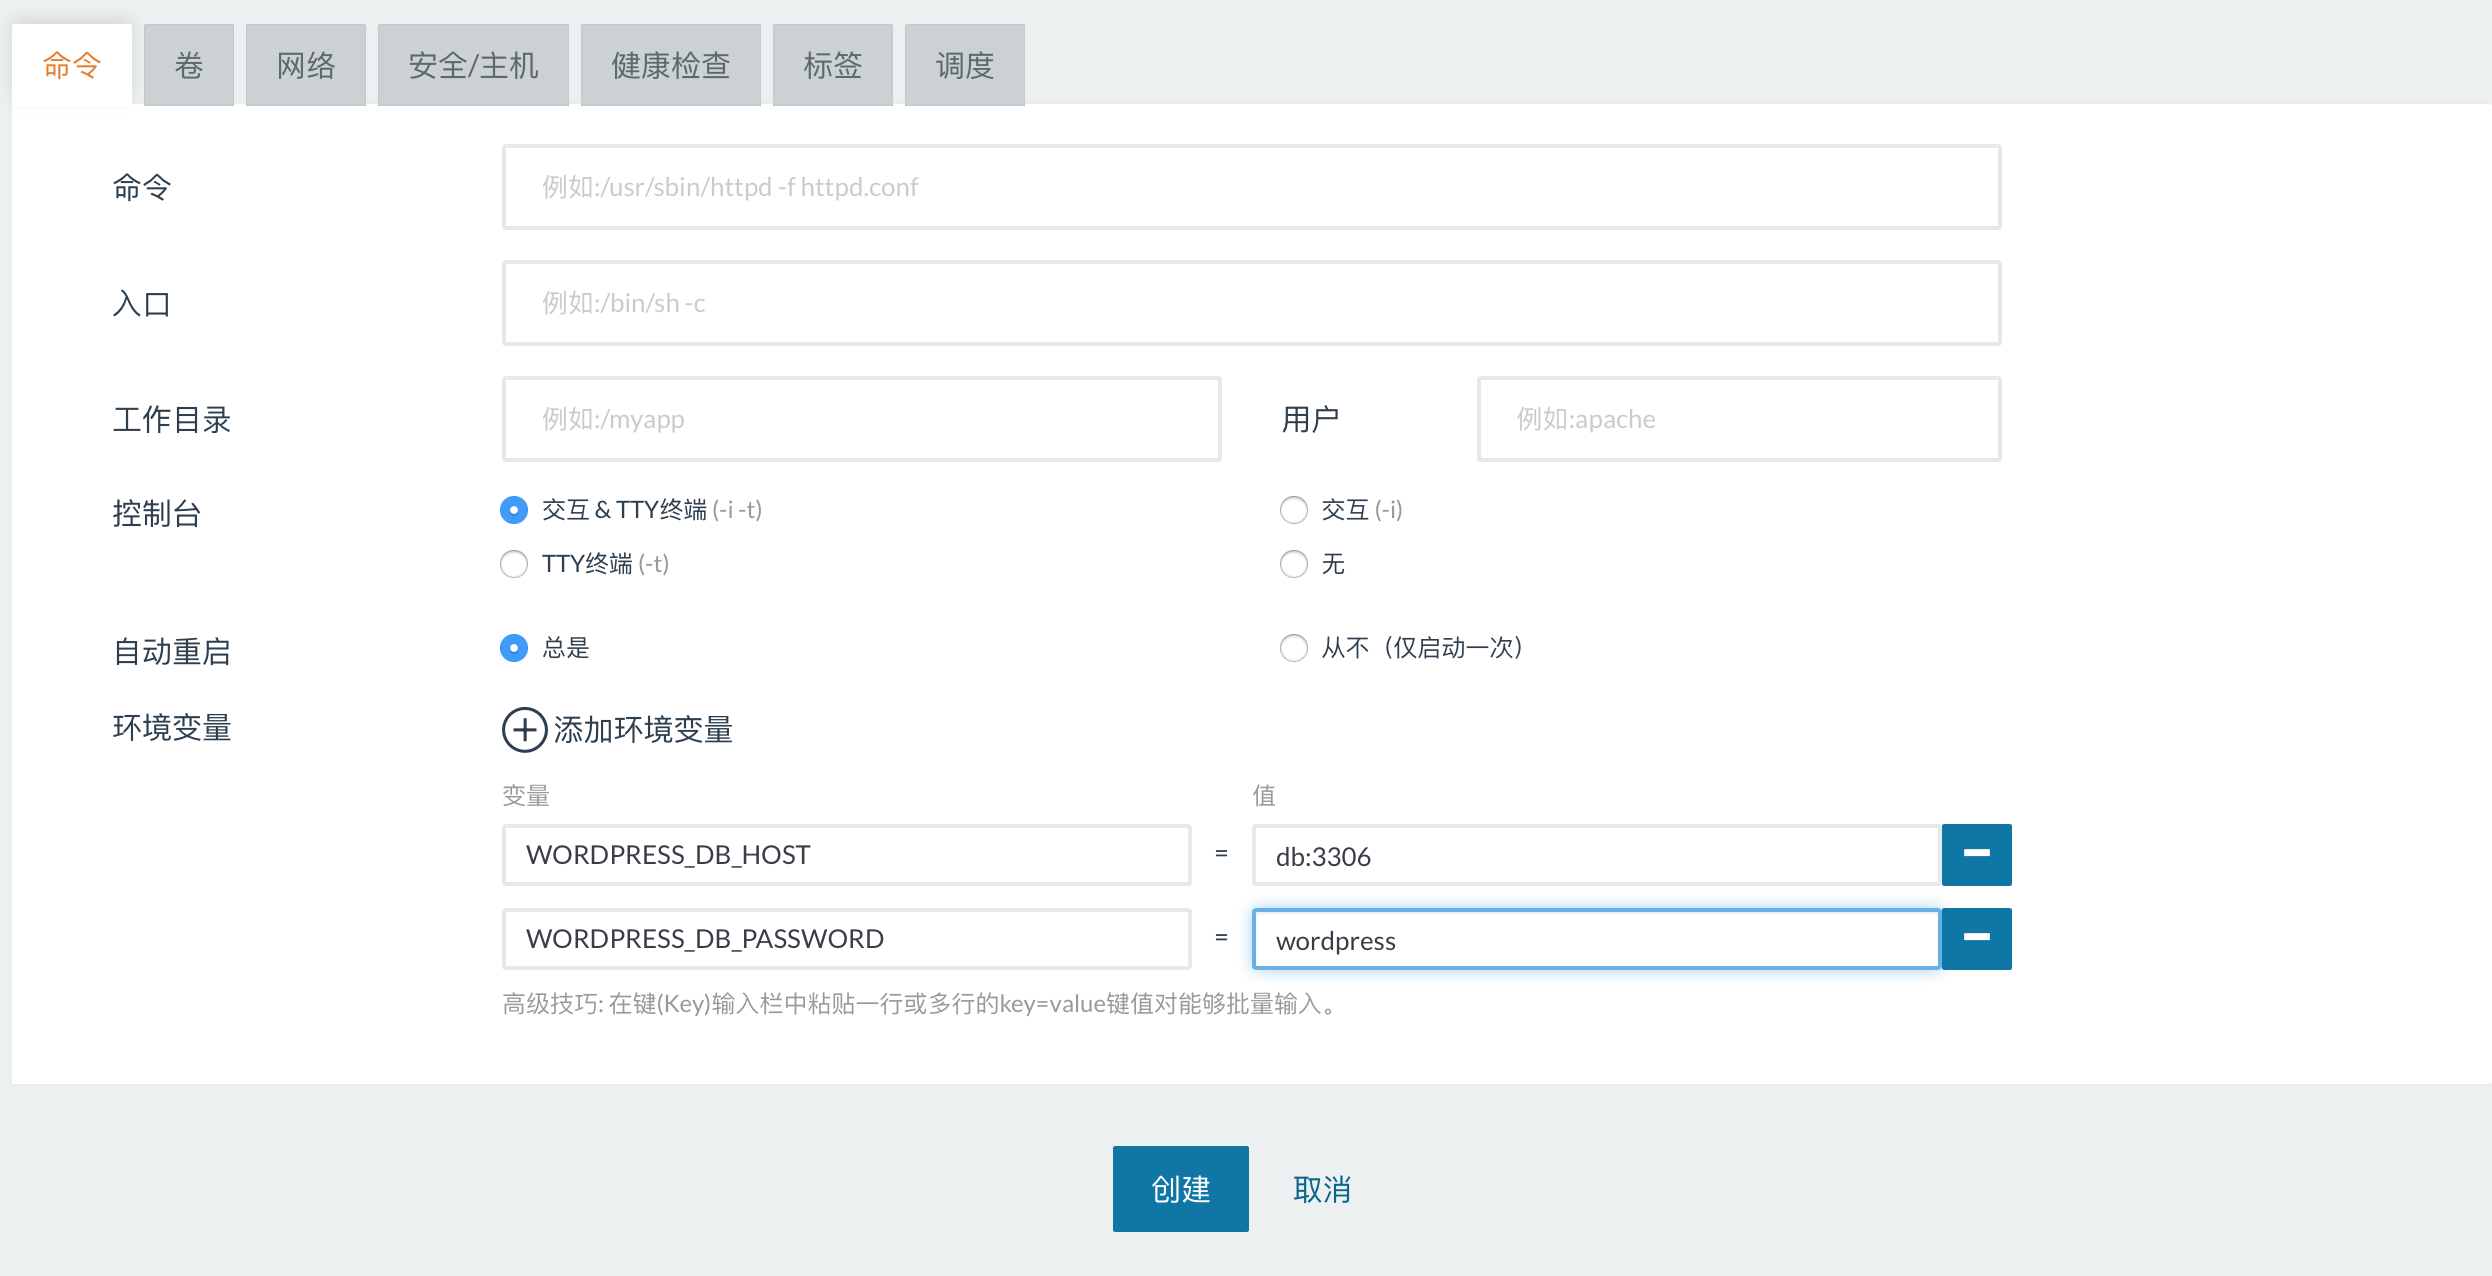 命令 卷 网络 安全/主机 健康检查 标签 调度
命令 例如:/usr/sbin/httpd -f httpd.conf
入口 例如:/bin/sh -c
工作目录 例如:/myapp 用户 例如:apache
控制台 交互 & TTY终端 (-i -t) 交互 (-i)
TTY终端 (-t) 无
自动重启 总是 从不（仅启动一次）
环境变量 添加环境变量
变量 值
WORDPRESS_DB_HOST = db:3306
WORDPRESS_DB_PASSWORD = wordpress
高级技巧: 在键(Key)输入栏中粘贴一行或多行的key=value键值对能够批量输入。
创建 取消